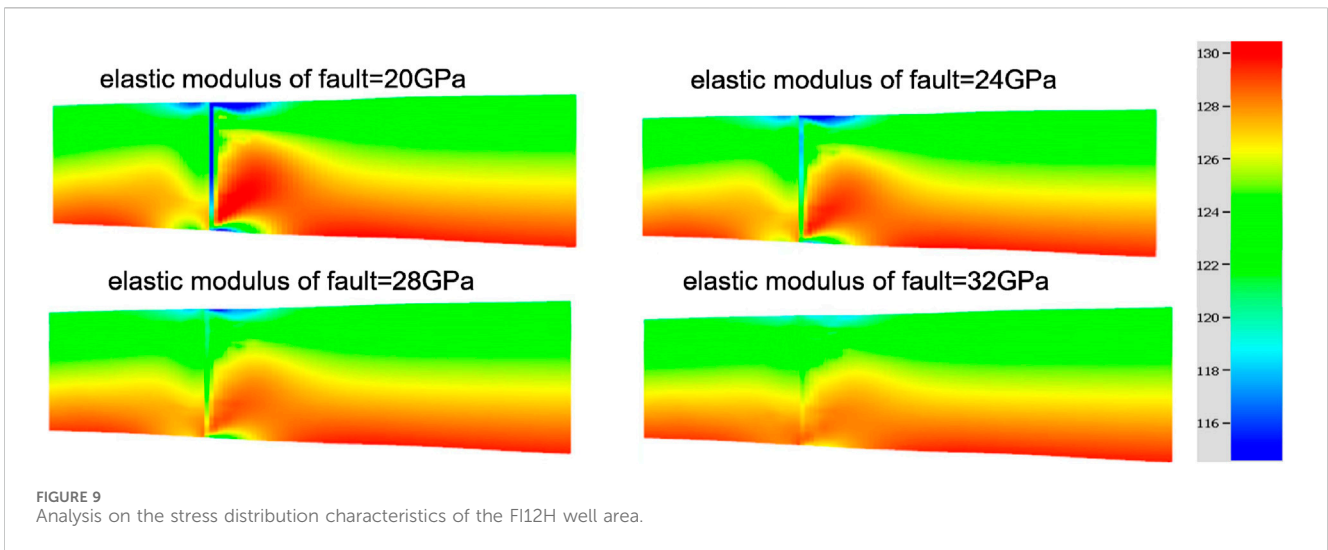 elastic modulus of fault=20GPa
elastic modulus of fault=24GPa
elastic modulus of fault=28GPa
elastic modulus of fault=32GPa
130
128
126
124
122
120
118
116
FIGURE 9
Analysis on the stress distribution characteristics of the FI12H well area.